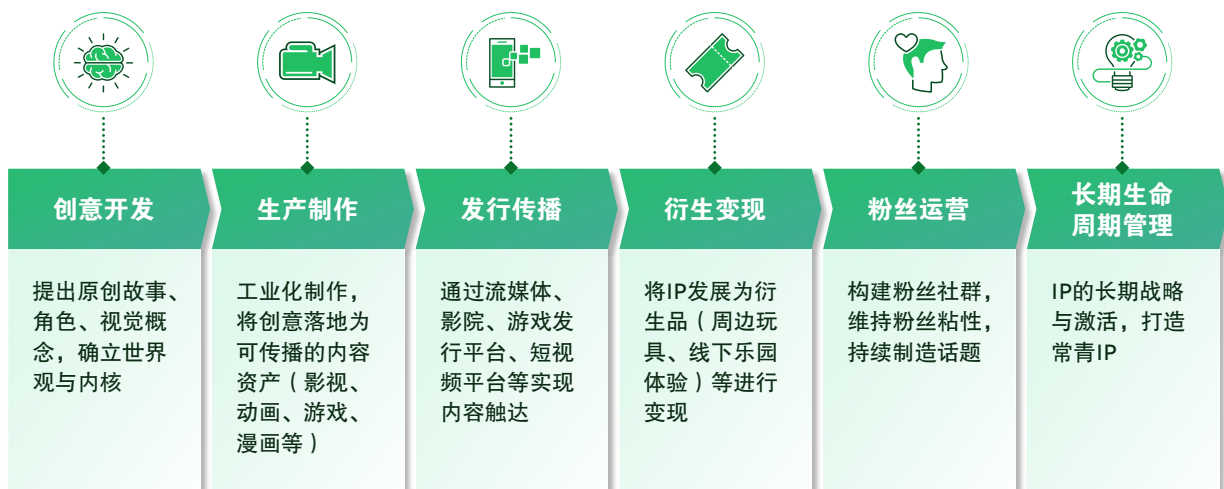 创意开发
提出原创故事、
角色、视觉概
念，确立世界
观与内核
生产制作
工业化制作，
将创意落地为
可传播的内容
资产（影视、
动画、游戏、
漫画等）
发行传播
通过流媒体、
影院、游戏发
行平台、短视
频平台等实现
内容触达
衍生变现
将IP发展为衍
生品（周边玩
具、线下乐园
体验）等进行
变现
粉丝运营
构建粉丝社群，
维持粉丝粘性，
持续制造话题
长期生命
周期管理
IP的长期战略
与激活，打造
常青IP